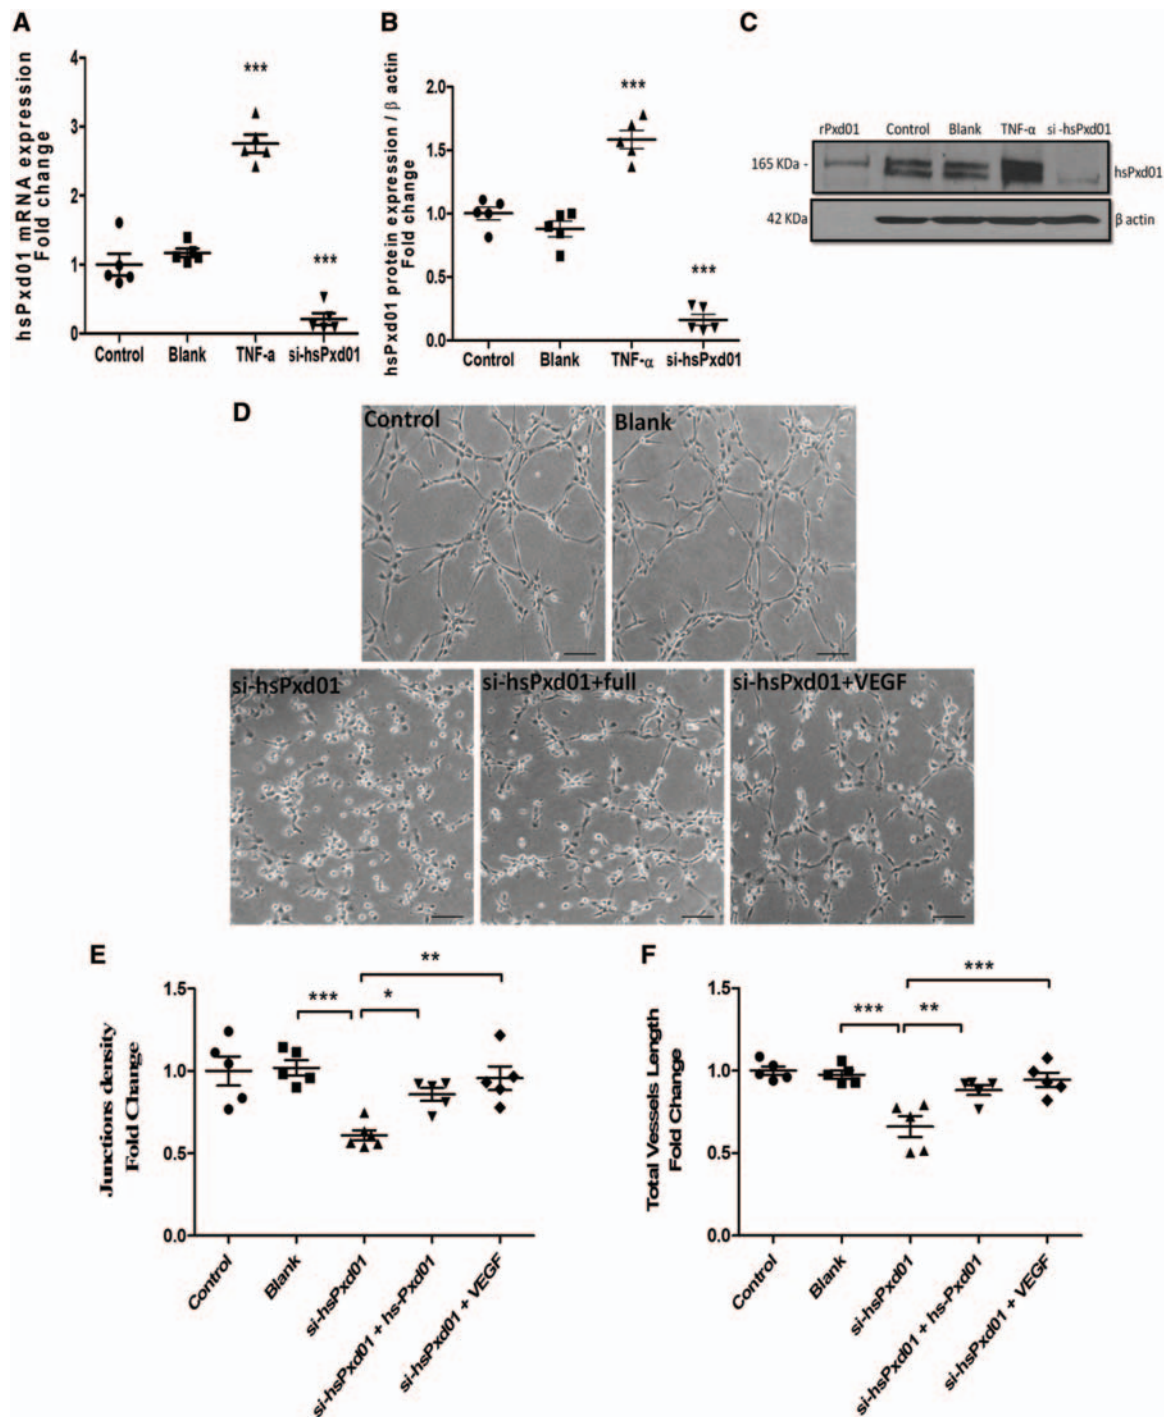 A
hsPxd01 mRNA expression
Fold change
4
3
2
1
0
***
***
Control Blank TNF-a si-hsPxd01
B
hsPxd01 protein expression / β actin
Fold change
2.0
1.5
1.0
0.5
0.0
***
***
Control Blank TNF-α si-hsPxd01
C
rPxd01 Control Blank TNF-α si -hsPxd01
165 KDa -
hsPxd01
42 KDa
β actin
D
Control
Blank
si-hsPxd01
si-hsPxd01+full
si-hsPxd01+VEGF
E
Junctions density
Fold Change
1.5
1.0
0.5
0.0
**
***
*
Control
Blank
si-hsPxd01
si-hsPxd01 + hs-Pxd01
si-hsPxd01 + VEGF
F
Total Vessels Length
Fold Change
1.5
1.0
0.5
0.0
***
***
**
Control
Blank
si-hsPxd01
si-hsPxd01 + hs-Pxd01
si-hsPxd01 + VEGF